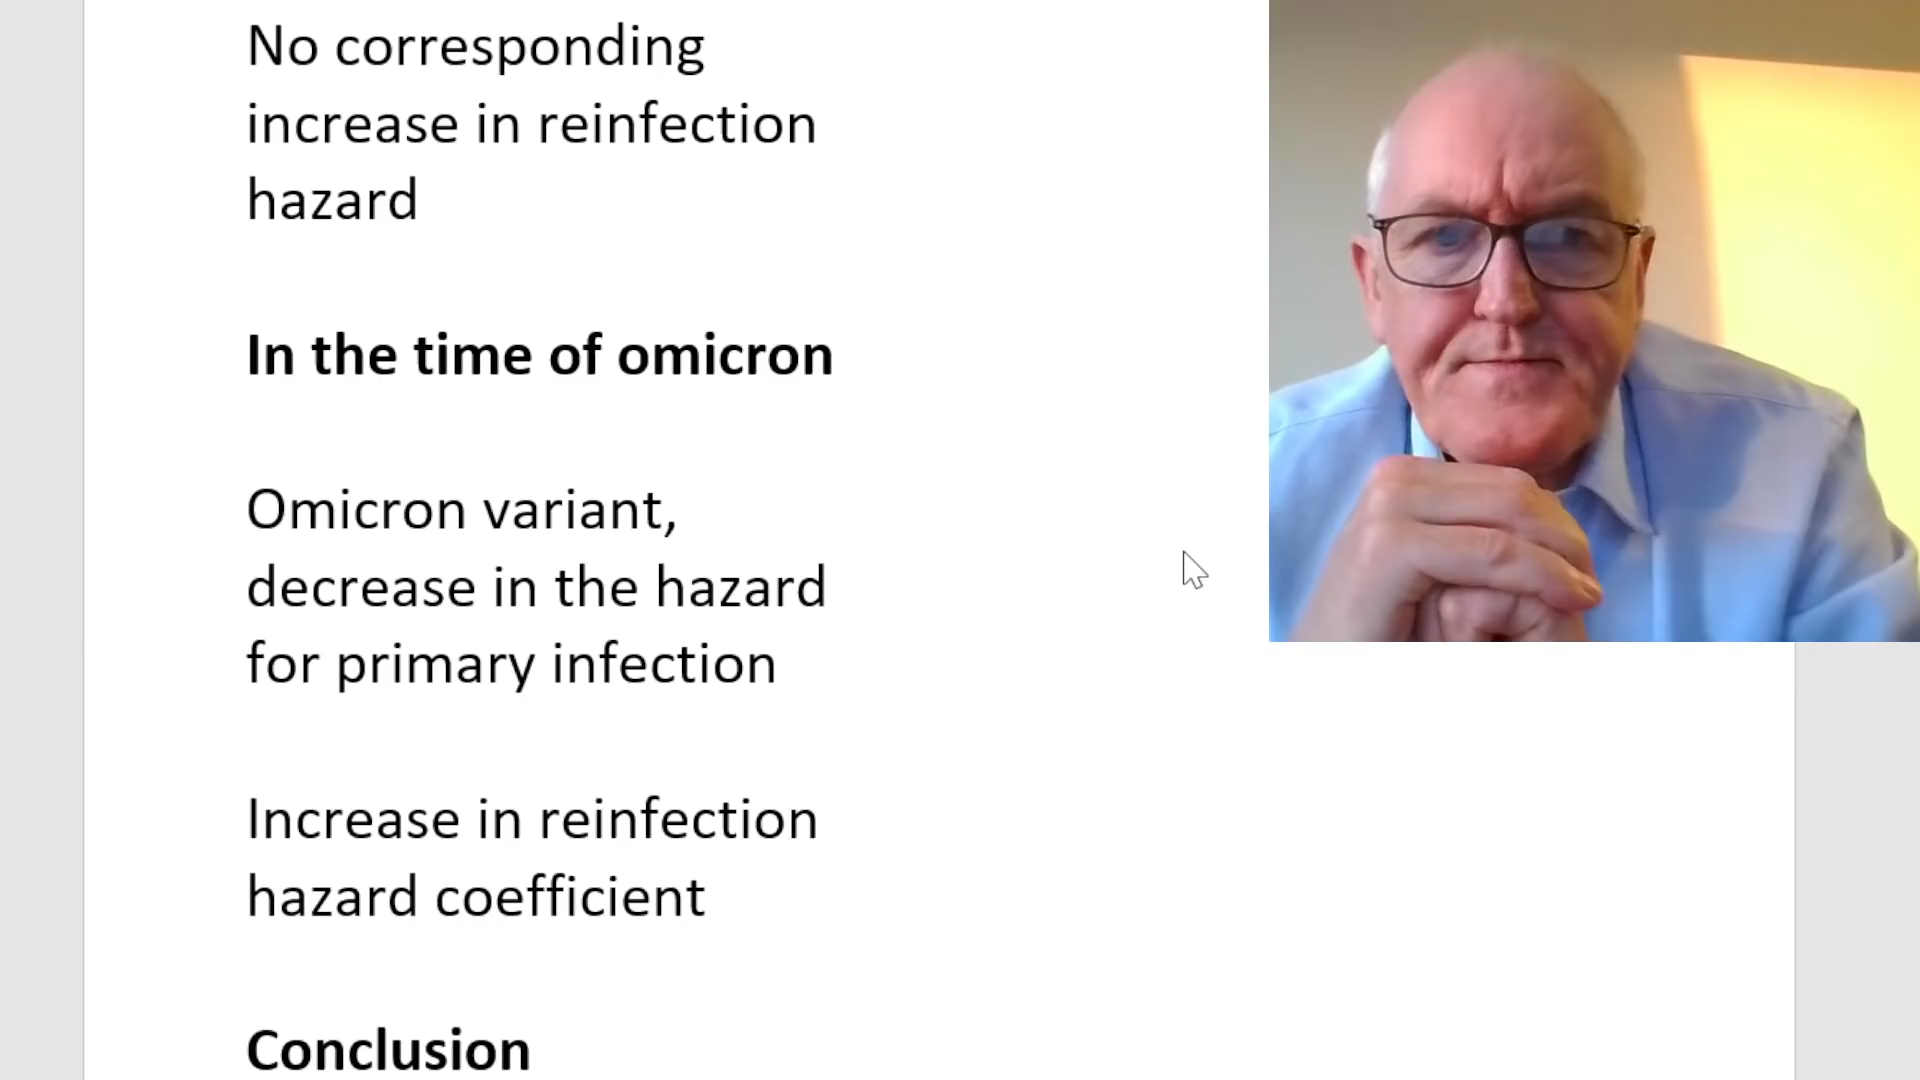 No corresponding
increase in reinfection
hazard
In the time of omicron
Omicron variant,
decrease in the hazard
for primary infection
Increase in reinfection
hazard coefficient
Conclusion